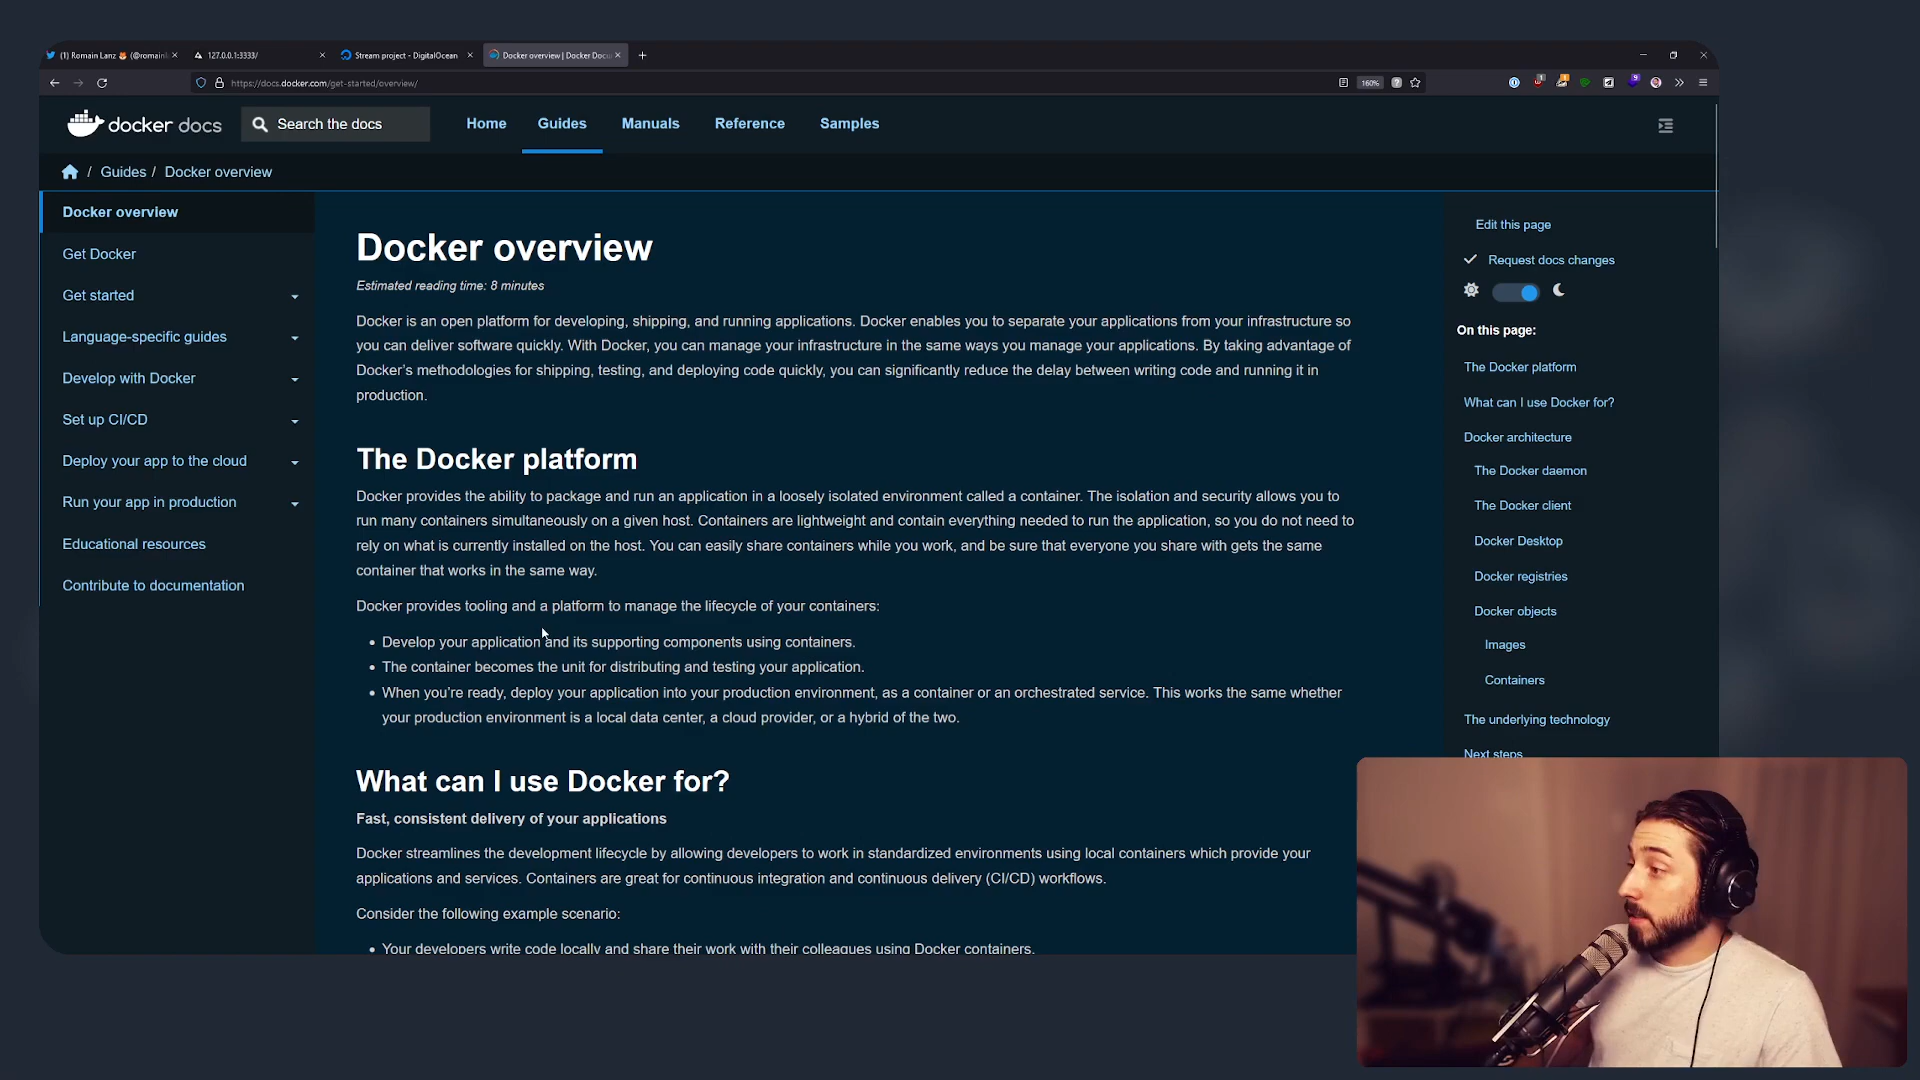 (1) Romain Lanz 🦊 (@romainl
127.0.0.1:3333/
Stream project - DigitalOcean
Docker overview | Docker Docu
https://docs.docker.com/get-started/overview/
160%
docker docs
Search the docs
Home
Guides
Manuals
Reference
Samples
/ Guides / Docker overview
Docker overview
Get Docker
Get started
Language-specific guides
Develop with Docker
Set up CI/CD
Deploy your app to the cloud
Run your app in production
Educational resources
Contribute to documentation
Docker overview
Estimated reading time: 8 minutes
Docker is an open platform for developing, shipping, and running applications. Docker enables you to separate your applications from your infrastructure so
you can deliver software quickly. With Docker, you can manage your infrastructure in the same ways you manage your applications. By taking advantage of
Docker’s methodologies for shipping, testing, and deploying code quickly, you can significantly reduce the delay between writing code and running it in
production.
The Docker platform
Docker provides the ability to package and run an application in a loosely isolated environment called a container. The isolation and security allows you to
run many containers simultaneously on a given host. Containers are lightweight and contain everything needed to run the application, so you do not need to
rely on what is currently installed on the host. You can easily share containers while you work, and be sure that everyone you share with gets the same
container that works in the same way.
Docker provides tooling and a platform to manage the lifecycle of your containers:
• Develop your application and its supporting components using containers.
• The container becomes the unit for distributing and testing your application.
• When you’re ready, deploy your application into your production environment, as a container or an orchestrated service. This works the same whether
your production environment is a local data center, a cloud provider, or a hybrid of the two.
What can I use Docker for?
Fast, consistent delivery of your applications
Docker streamlines the development lifecycle by allowing developers to work in standardized environments using local containers which provide your
applications and services. Containers are great for continuous integration and continuous delivery (CI/CD) workflows.
Consider the following example scenario:
• Your developers write code locally and share their work with their colleagues using Docker containers.
Edit this page
Request docs changes
On this page:
The Docker platform
What can I use Docker for?
Docker architecture
The Docker daemon
The Docker client
Docker Desktop
Docker registries
Docker objects
Images
Containers
The underlying technology
Next steps